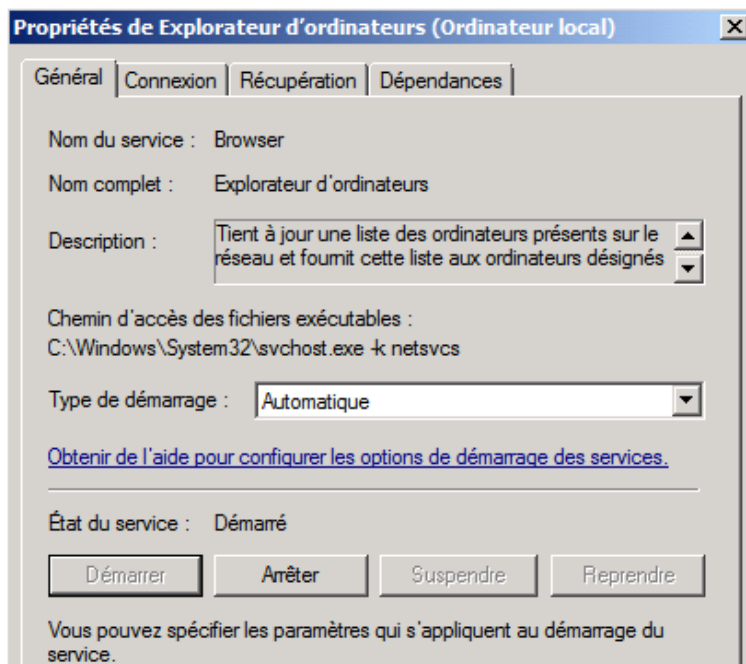 Propriétés de Explorateur d’ordinateurs (Ordinateur local)
Général Connexion Récupération Dépendances
Nom du service : Browser
Nom complet : Explorateur d’ordinateurs
Description : Tient à jour une liste des ordinateurs présents sur le
réseau et fournit cette liste aux ordinateurs désignés
Chemin d’accès des fichiers exécutables :
C:\Windows\System32\svchost.exe -k netsvcs
Type de démarrage : Automatique
Obtenir de l’aide pour configurer les options de démarrage des services.
État du service : Démarré
Démarrer Arrêter Suspendre Reprendre
Vous pouvez spécifier les paramètres qui s’appliquent au démarrage du
service.